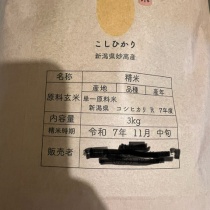 こしひかり
新潟県妙高産
名称 精米
原料玄米 産地 品種 産年
単一原料米
新潟県 コシヒカリ 7年産
内容量 3kg
精米時期 令和 7年 11月 中旬
販売者